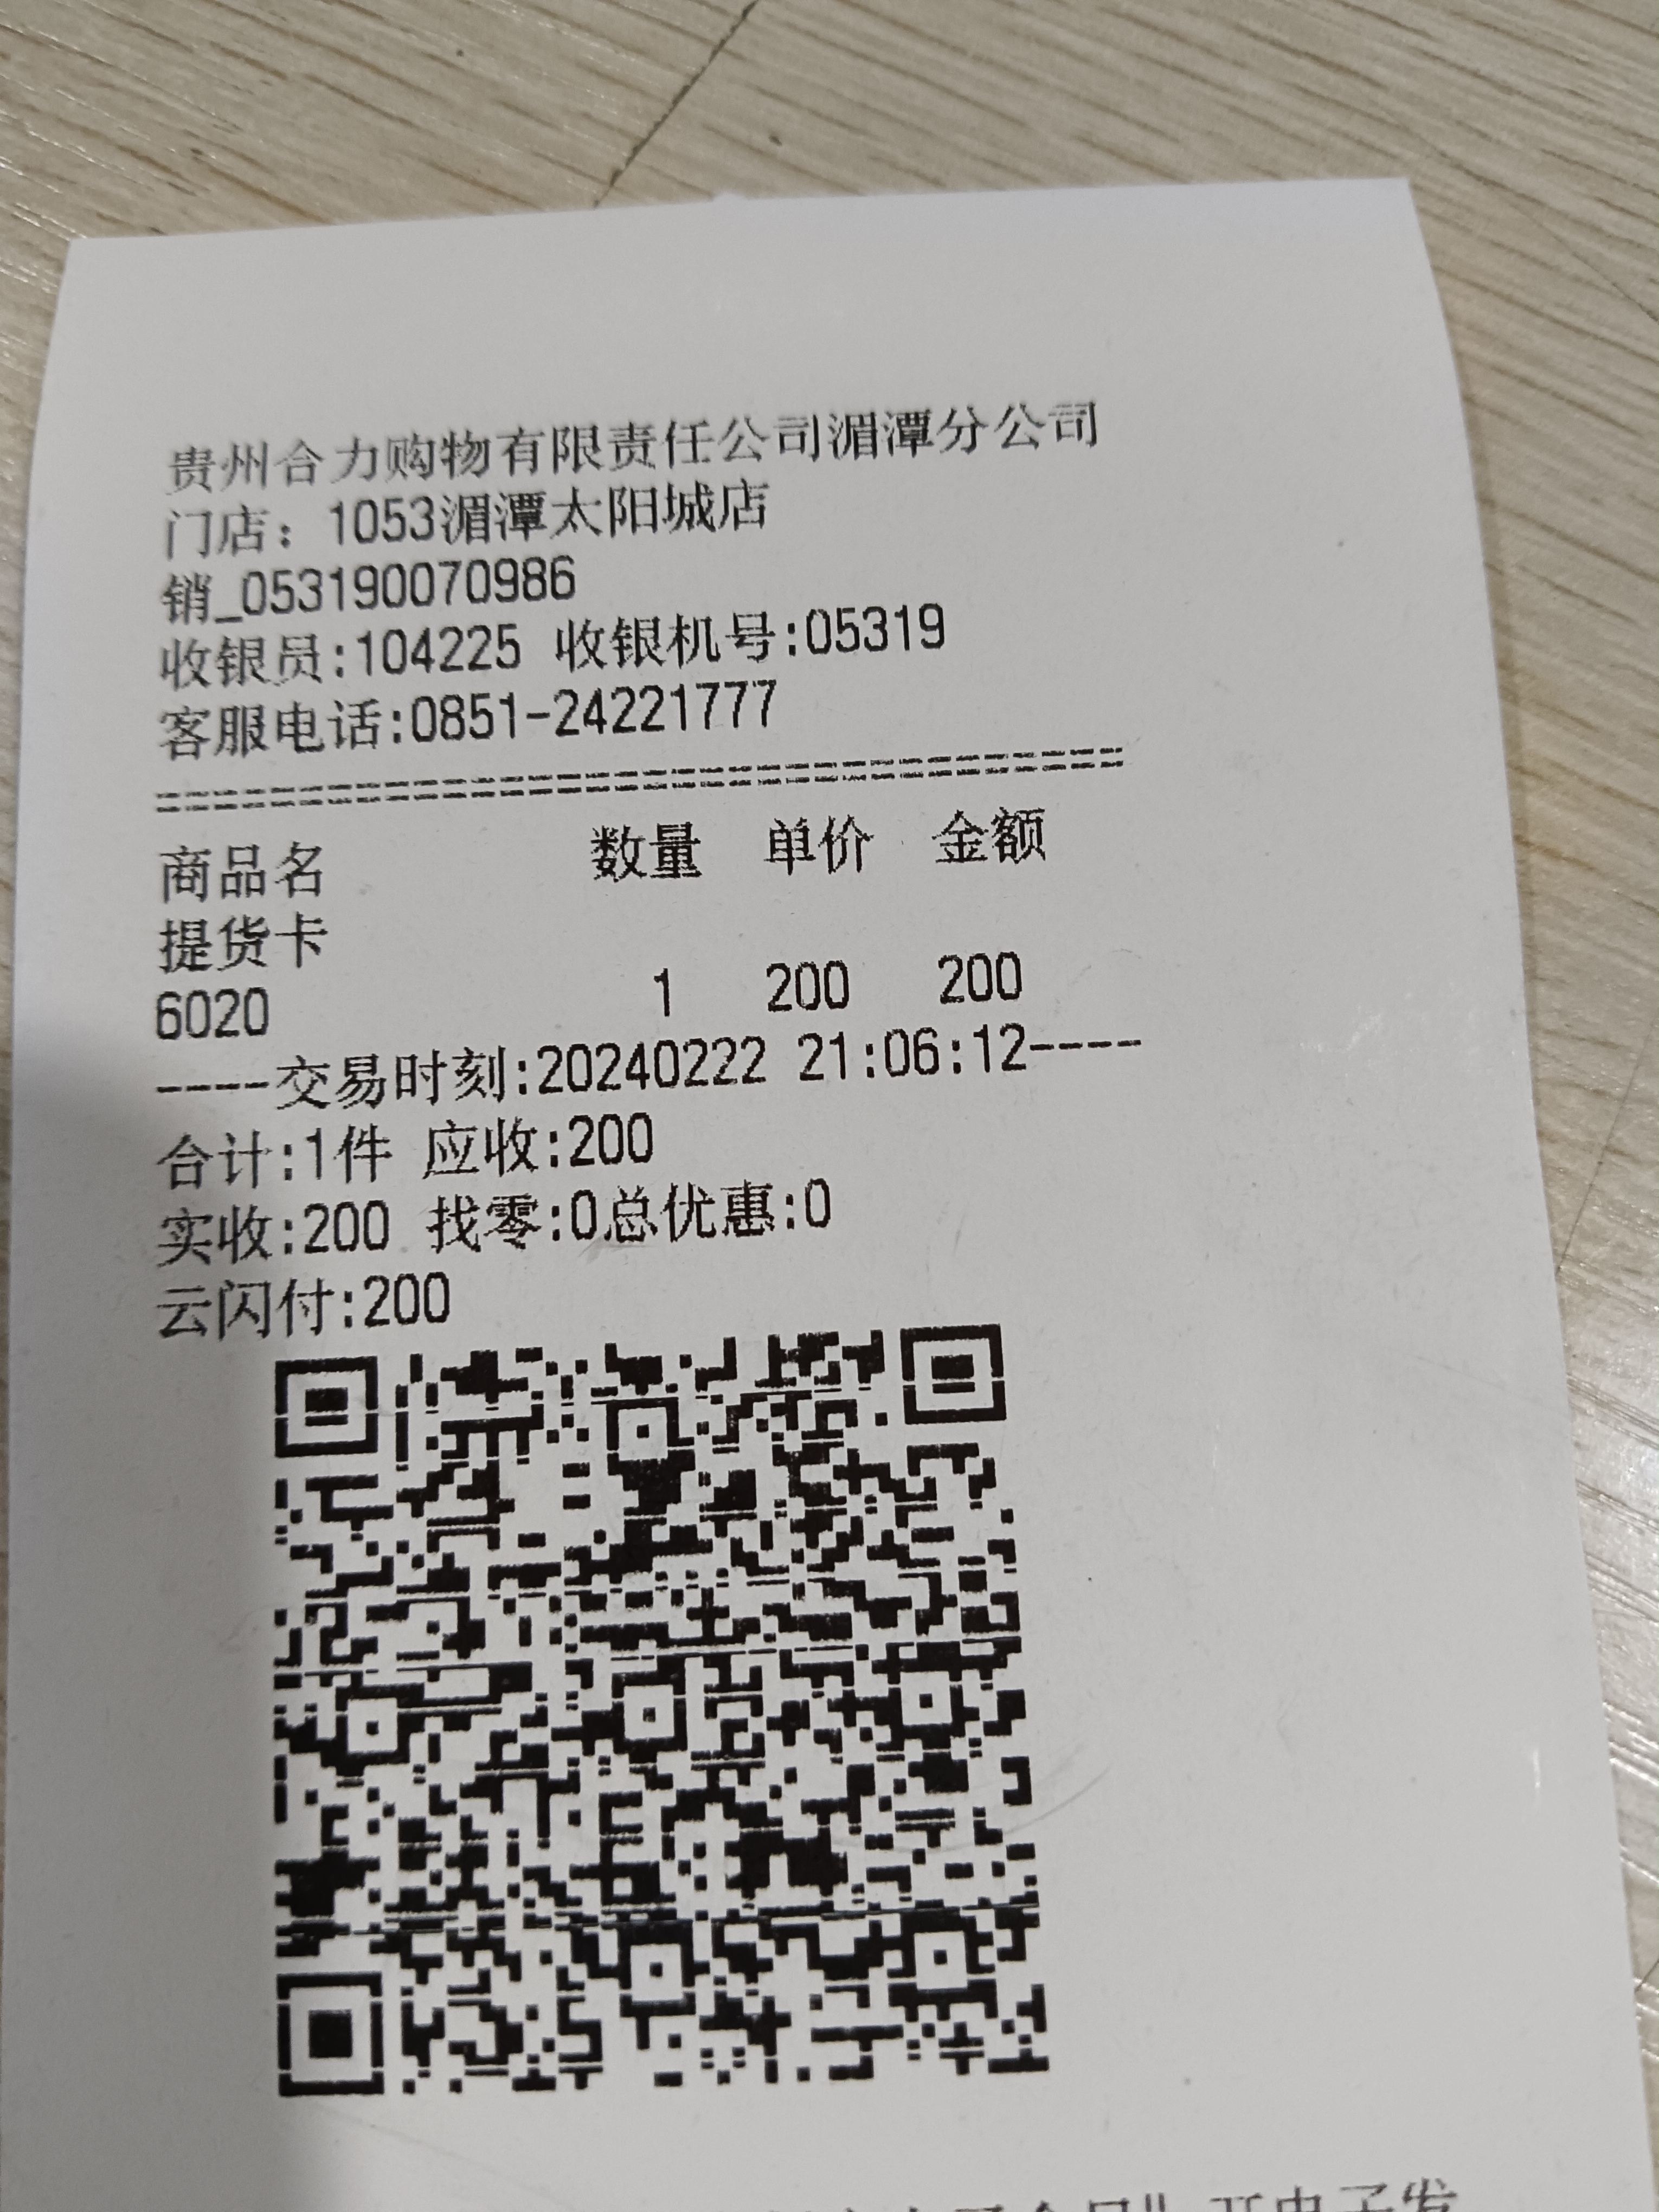 贵州合力购物有限责任公司湄潭分公司
门店：1053湄潭太阳城店
销_053190070986
收银员:104225 收银机号:05319
客服电话:0851-24221777
================================
商品名 数量 单价 金额
提货卡
6020 1 200 200
----交易时刻:20240222 21:06:12----
合计:1件 应收:200
实收:200 找零:0总优惠:0
云闪付:200
开电子发